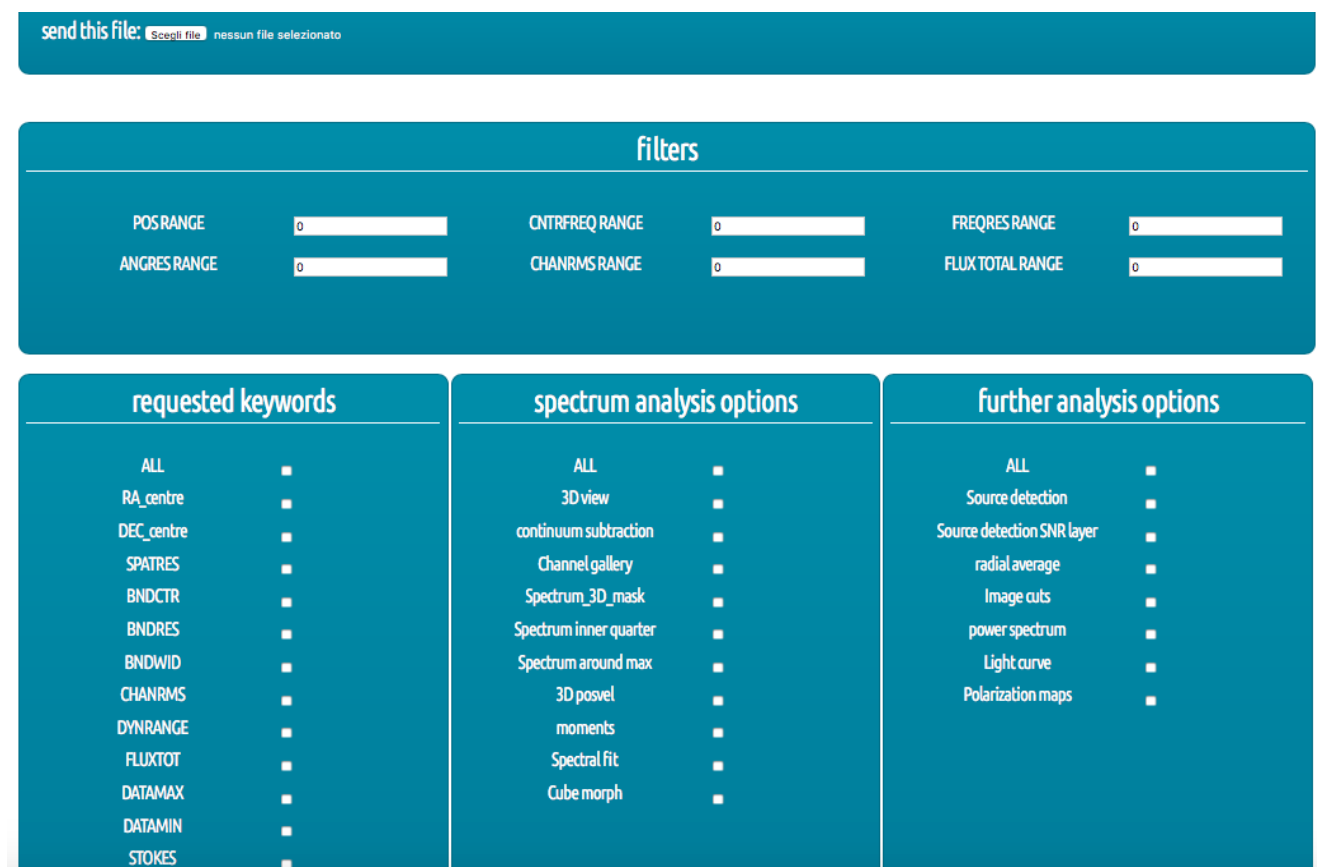 send this file: Scegli file nessun file selezionato
filters
POS RANGE 0 CNTRFREQ RANGE 0 FREQRES RANGE 0
ANGRES RANGE 0 CHANRMS RANGE 0 FLUX TOTAL RANGE 0
requested keywords
ALL
RA_centre
DEC_centre
SPATRES
BNDCTR
BNDRES
BNDWID
CHANRMS
DYNRANGE
FLUXTOT
DATAMAX
DATAMIN
STOKES
spectrum analysis options
ALL
3D view
continuum subtraction
Channel gallery
Spectrum_3D_mask
Spectrum inner quarter
Spectrum around max
3D posvel
moments
Spectral fit
Cube morph
further analysis options
ALL
Source detection
Source detection SNR layer
radial average
Image cuts
power spectrum
Light curve
Polarization maps